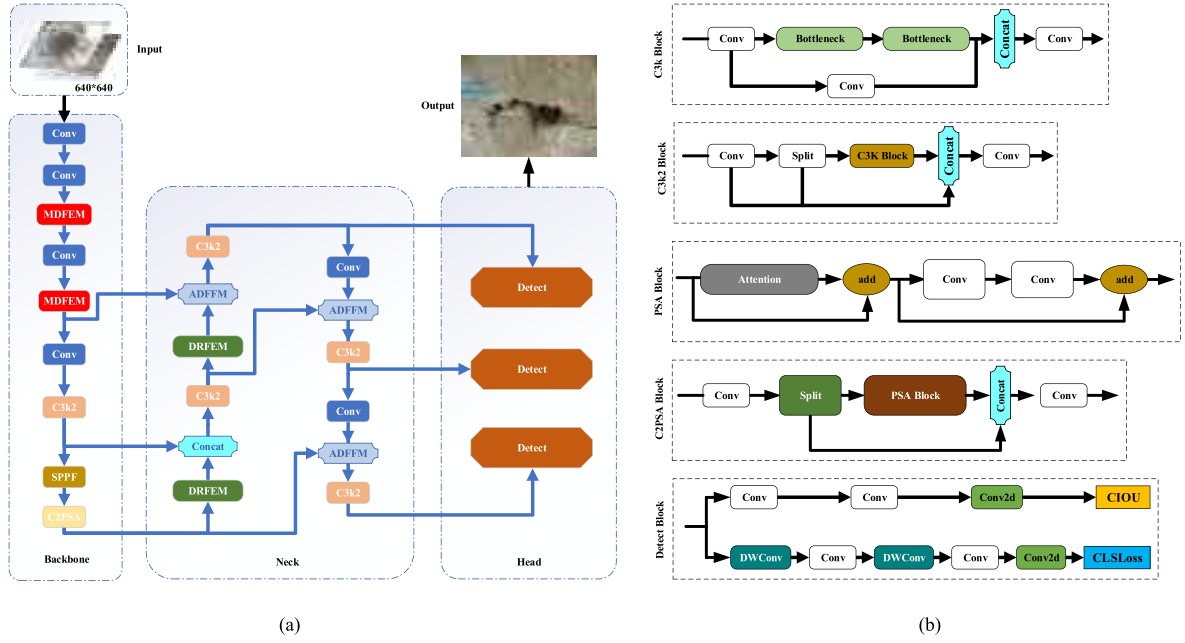 Input
640*640
Conv
Conv
MDFEM
Conv
MDFEM
Conv
C3k2
SPPF
C2PSA
Backbone
C3k2
ADFFM
DRFEM
C3k2
Concat
DRFEM
Conv
ADFFM
C3k2
Conv
ADFFM
C3k2
Neck
Output
Detect
Detect
Detect
Head
(a)
C3k Block
Conv
Bottleneck
Bottleneck
Concat
Conv
Conv
C3k2 Block
Conv
Split
C3K Block
Concat
Conv
PSA Block
Attention
add
Conv
Conv
add
C2PSA Block
Conv
Split
PSA Block
Concat
Conv
Detect Block
Conv
Conv
Conv2d
CIOU
DWConv
Conv
DWConv
Conv
Conv2d
CLSLoss
(b)